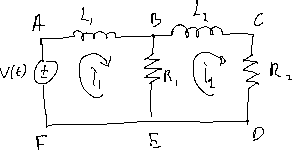 L₁ L₂
A B C
V(t) + I₁ R₁ i₂ R₂
F E D